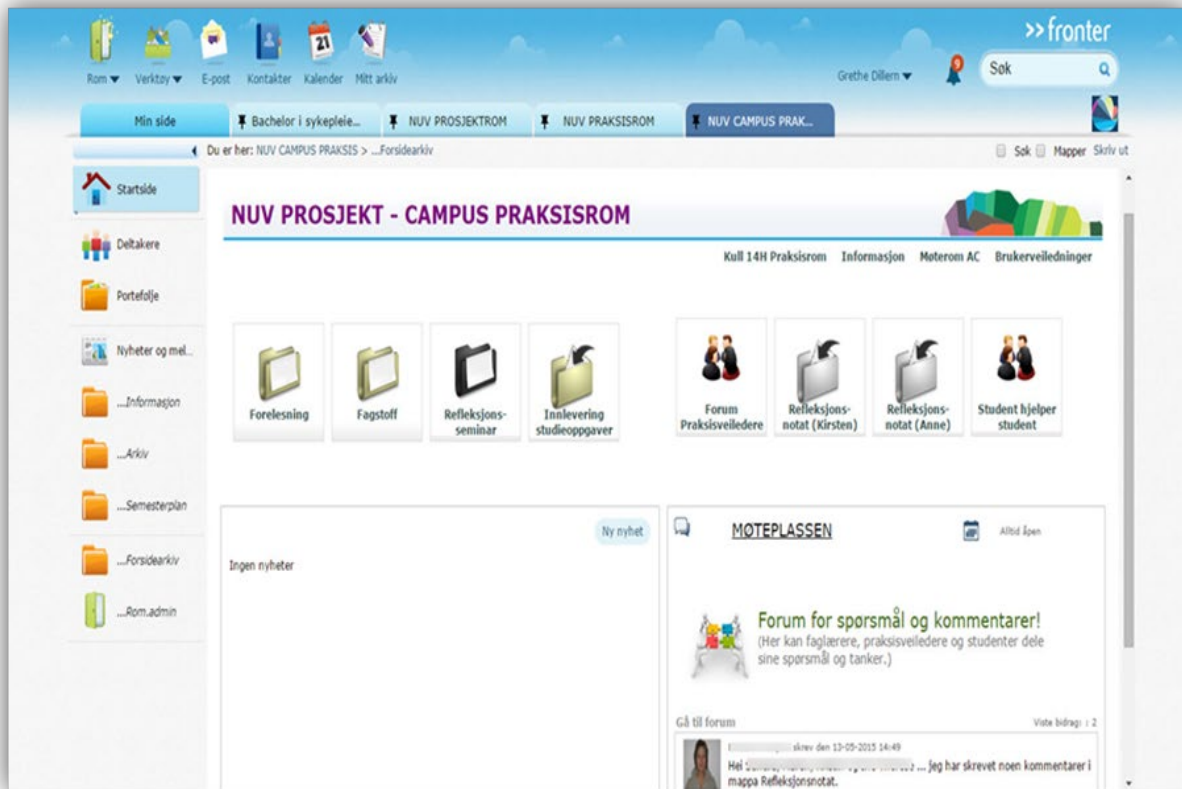 >>fronter
21
Rom ▼ Verktøy ▼ E-post Kontakter Kalender Mitt arkiv
Grethe Dillern ▼ 9 Søk
Min side Bachelor i sykepleie... NUV PROSJEKTROM NUV PRAKSISROM NUV CAMPUS PRAK...
Du er her: NUV CAMPUS PRAKSIS > ...Forsidearkiv Søk Mapper Skriv ut
Startside
Deltakere
Portefølje
Nyheter og mel...
...Informasjon
...Arkiv
...Semesterplan
...Forsidearkiv
...Rom.admin
NUV PROSJEKT - CAMPUS PRAKSISROM
Kull 14H Praksisrom Informasjon Møterom AC Brukerveiledninger
Forelesning
Fagstoff
Refleksjons-
seminar
Innlevering
studieoppgaver
Forum
Praksisveiledere
Refleksjons-
notat (Kirsten)
Refleksjons-
notat (Anne)
Student hjelper
student
Ny nyhet
Ingen nyheter
MØTEPLASSEN Alltid åpen
Forum for spørsmål og kommentarer!
(Her kan faglærere, praksisveiledere og studenter dele
sine spørsmål og tanker.)
Gå til forum Viste bidrag: : 2
skrev den 13-05-2015 14:49
Hei ... jeg har skrevet noen kommentarer i
mappa Refleksjonsnotat.